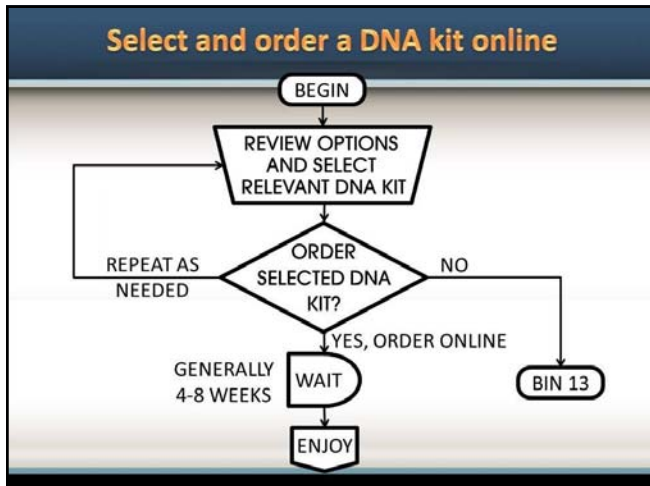 Select and order a DNA kit online
BEGIN
REVIEW OPTIONS
AND SELECT
RELEVANT DNA KIT
ORDER
SELECTED DNA
KIT?
REPEAT AS
NEEDED
NO
YES, ORDER ONLINE
GENERALLY
4-8 WEEKS
WAIT
BIN 13
ENJOY